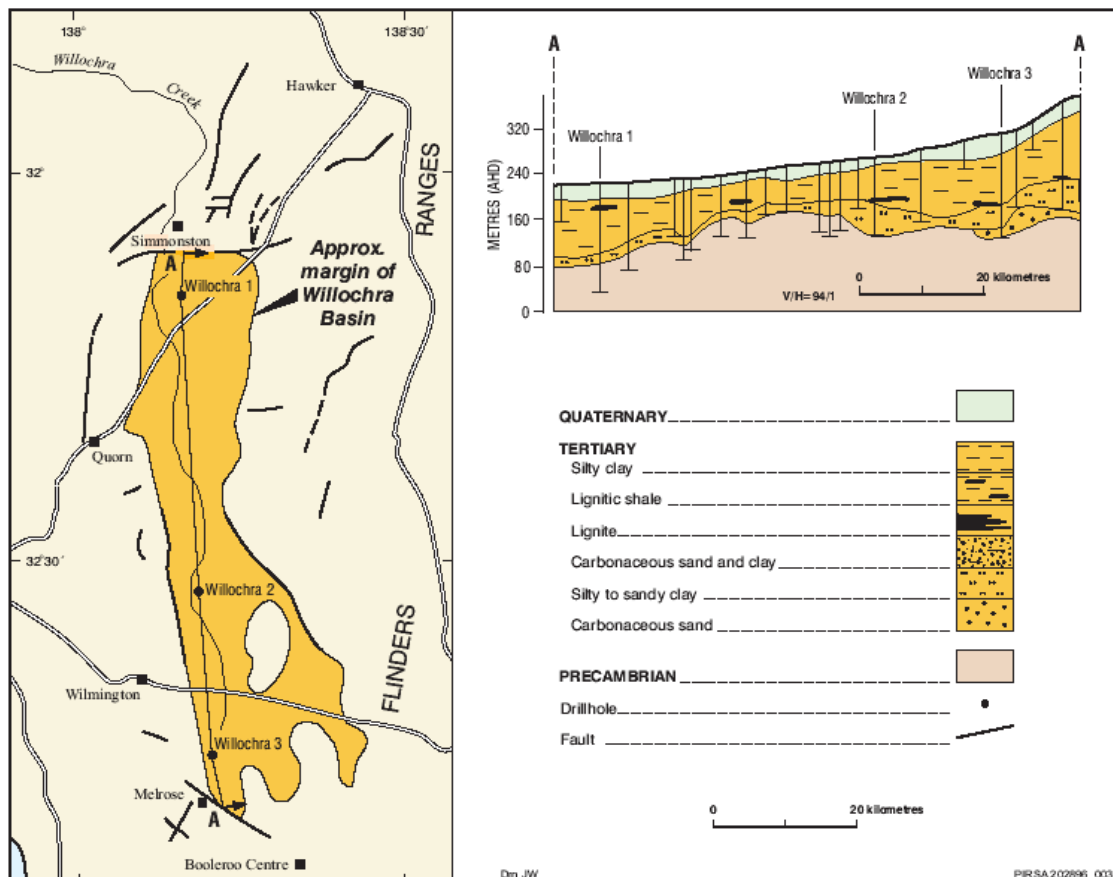 138°
138°30′
Willochra
Creek
Hawker
32°
RANGES
Simmonston
A
Approx.
margin of
Willochra
Basin
Willochra 1
Quorn
32°30′
Willochra 2
FLINDERS
Wilmington
Willochra 3
Melrose
A
Booleroo Centre
A
A
Willochra 3
Willochra 2
Willochra 1
METRES (AHD)
320
240
160
80
0
0
20 kilometres
V/H= 94/1
QUATERNARY
TERTIARY
Silty clay
Lignitic shale
Lignite
Carbonaceous sand and clay
Silty to sandy clay
Carbonaceous sand
PRECAMBRIAN
Drillhole
Fault
0
20 kilometres
Drn JW
PIRSA 202896_003